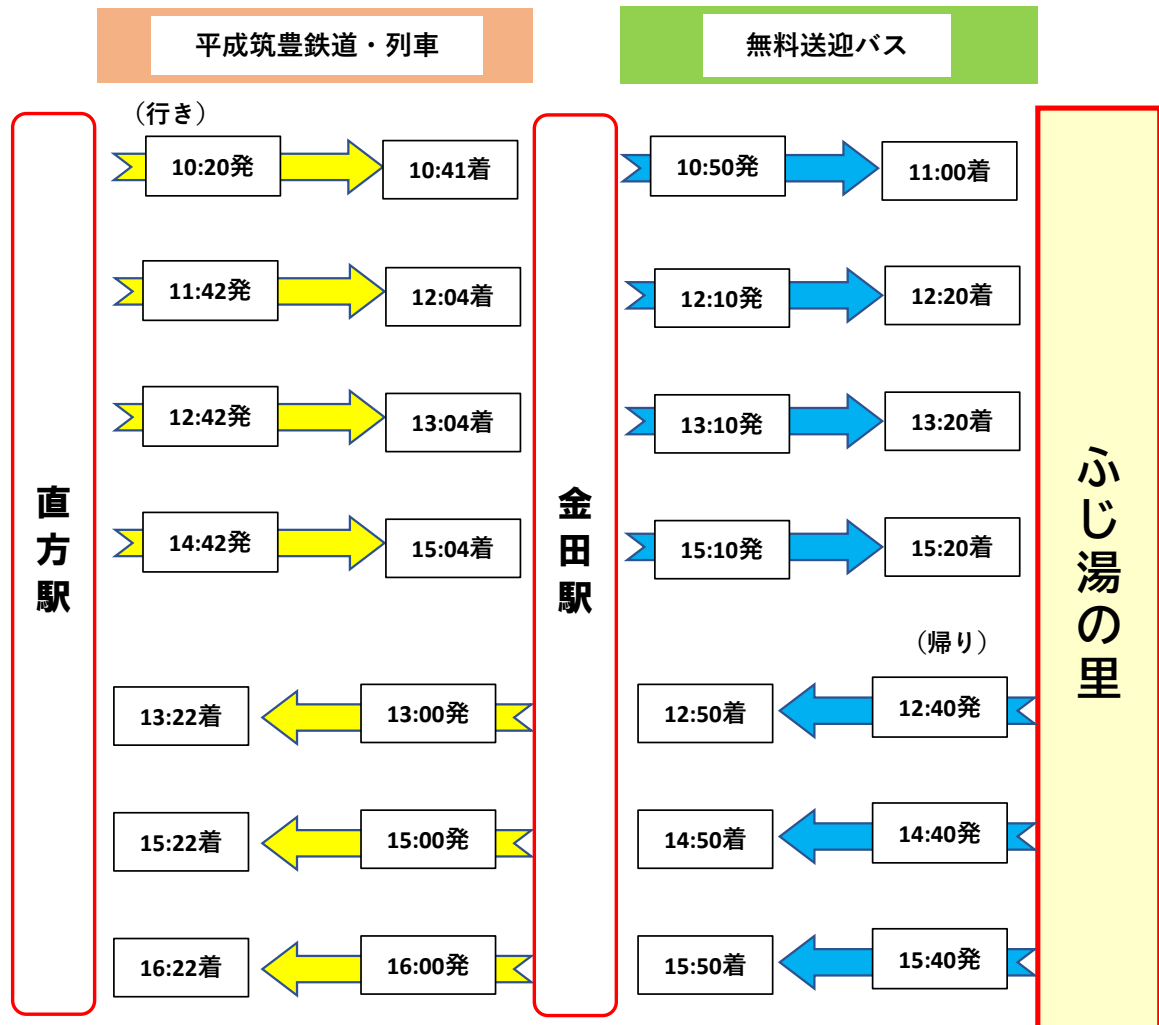 平成筑豊鉄道・列車
無料送迎バス
（行き）
10:20発
10:41着
10:50発
11:00着
11:42発
12:04着
12:10発
12:20着
12:42発
13:04着
13:10発
13:20着
14:42発
15:04着
15:10発
15:20着
直方駅
金田駅
ふじ湯の里
（帰り）
13:22着
13:00発
12:50着
12:40発
15:22着
15:00発
14:50着
14:40発
16:22着
16:00発
15:50着
15:40発